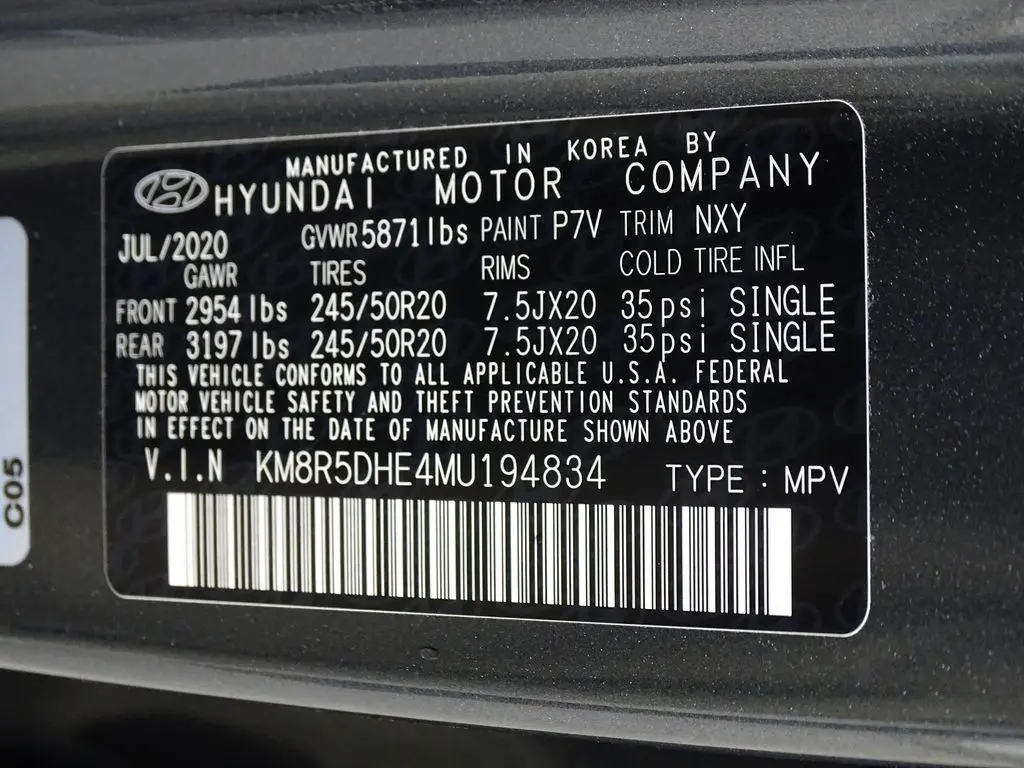 MANUFACTURED IN KOREA BY
HYUNDAI MOTOR COMPANY
JUL/2020 GVWR 5871lbs PAINT P7V TRIM NXY
GAWR TIRES RIMS COLD TIRE INFL
FRONT 2954 lbs 245/50R20 7.5JX20 35psi SINGLE
REAR 3197 lbs 245/50R20 7.5JX20 35psi SINGLE
THIS VEHICLE CONFORMS TO ALL APPLICABLE U.S.A. FEDERAL
MOTOR VEHICLE SAFETY AND THEFT PREVENTION STANDARDS
IN EFFECT ON THE DATE OF MANUFACTURE SHOWN ABOVE
V.I.N KM8R5DHE4MU194834 TYPE : MPV
C05